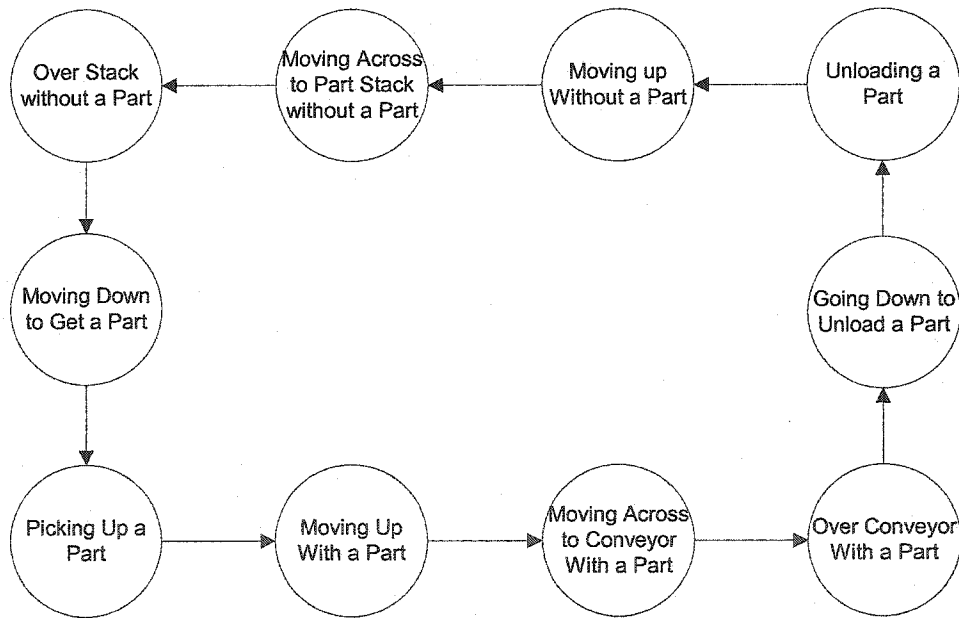 Over Stack
without a Part
Moving Across
to Part Stack
without a Part
Moving up
Without a Part
Unloading a
Part
Moving Down
to Get a Part
Going Down to
Unload a Part
Picking Up a
Part
Moving Up
With a Part
Moving Across
to Conveyor
With a Part
Over Conveyor
With a Part